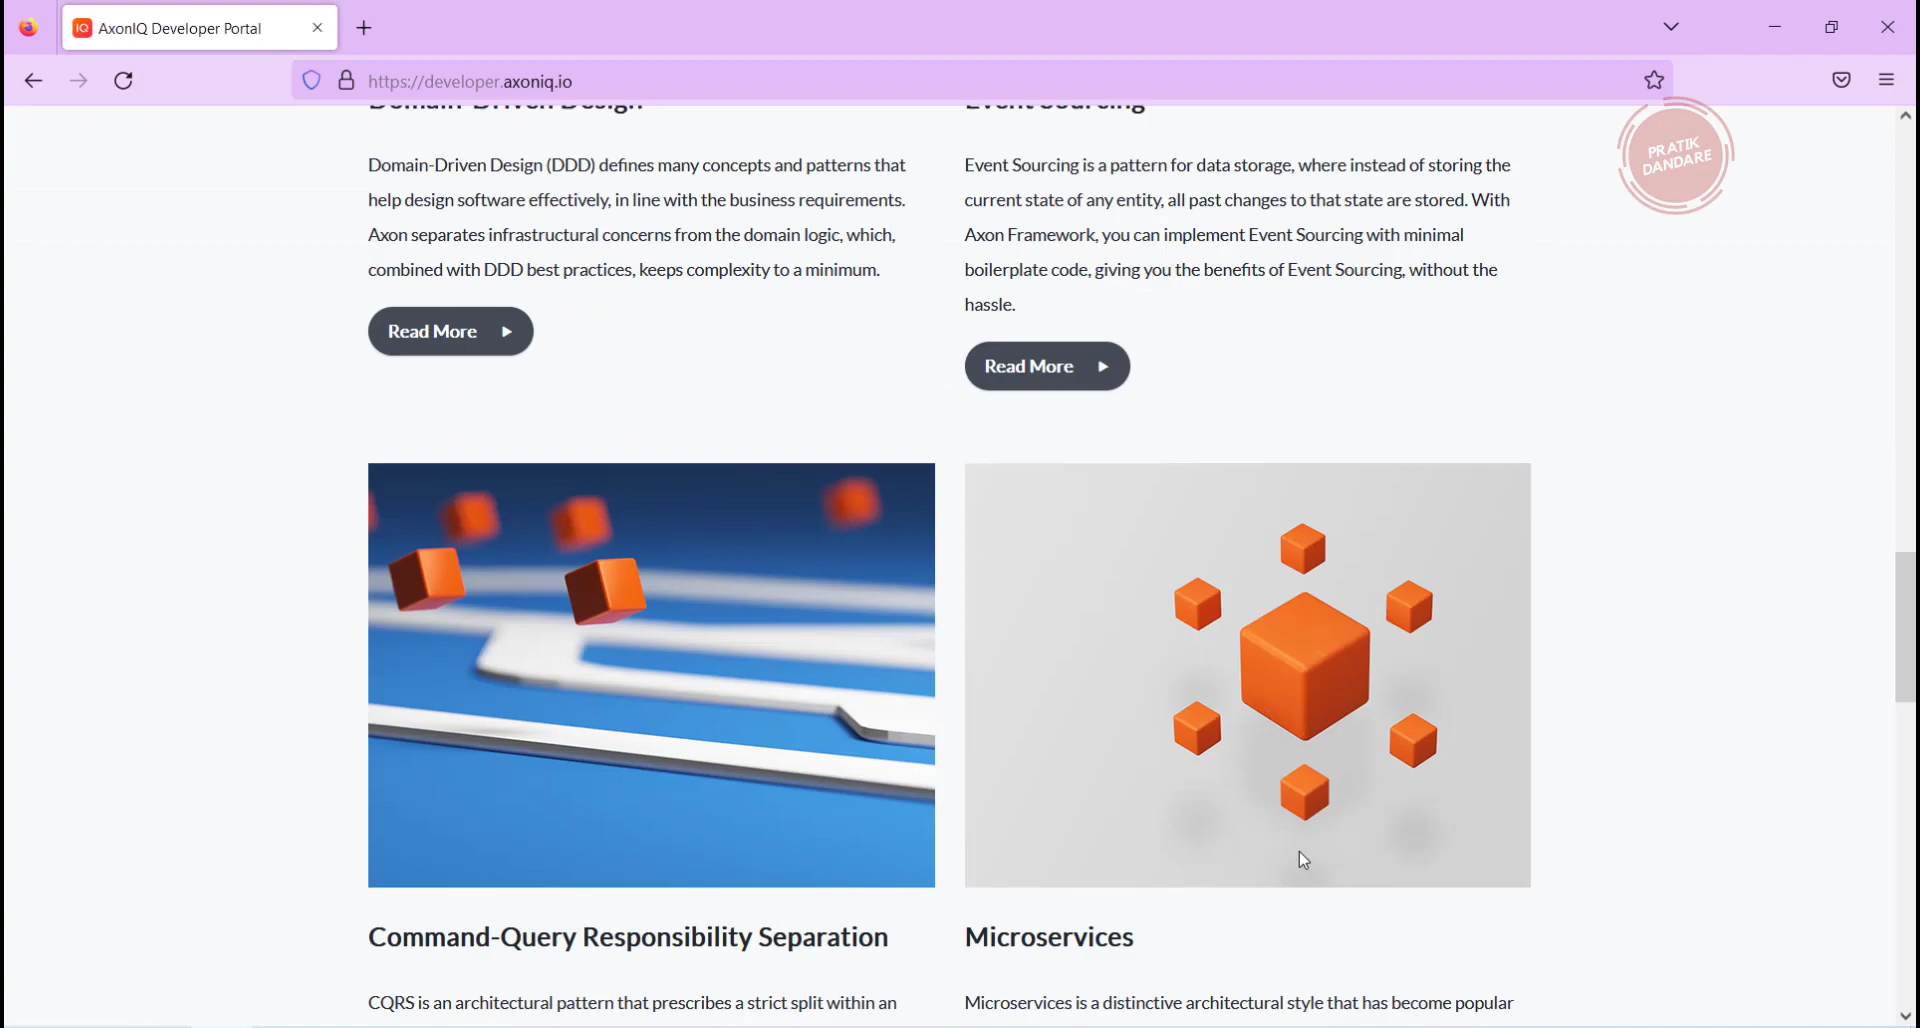 IQ AxonIQ Developer Portal
https://developer.axoniq.io
PRATIK
DANDARE
Domain-Driven Design
Domain-Driven Design (DDD) defines many concepts and patterns that
help design software effectively, in line with the business requirements.
Axon separates infrastructural concerns from the domain logic, which,
combined with DDD best practices, keeps complexity to a minimum.
Read More
Event Sourcing
Event Sourcing is a pattern for data storage, where instead of storing the
current state of any entity, all past changes to that state are stored. With
Axon Framework, you can implement Event Sourcing with minimal
boilerplate code, giving you the benefits of Event Sourcing, without the
hassle.
Read More
Command-Query Responsibility Separation
CQRS is an architectural pattern that prescribes a strict split within an
Microservices
Microservices is a distinctive architectural style that has become popular